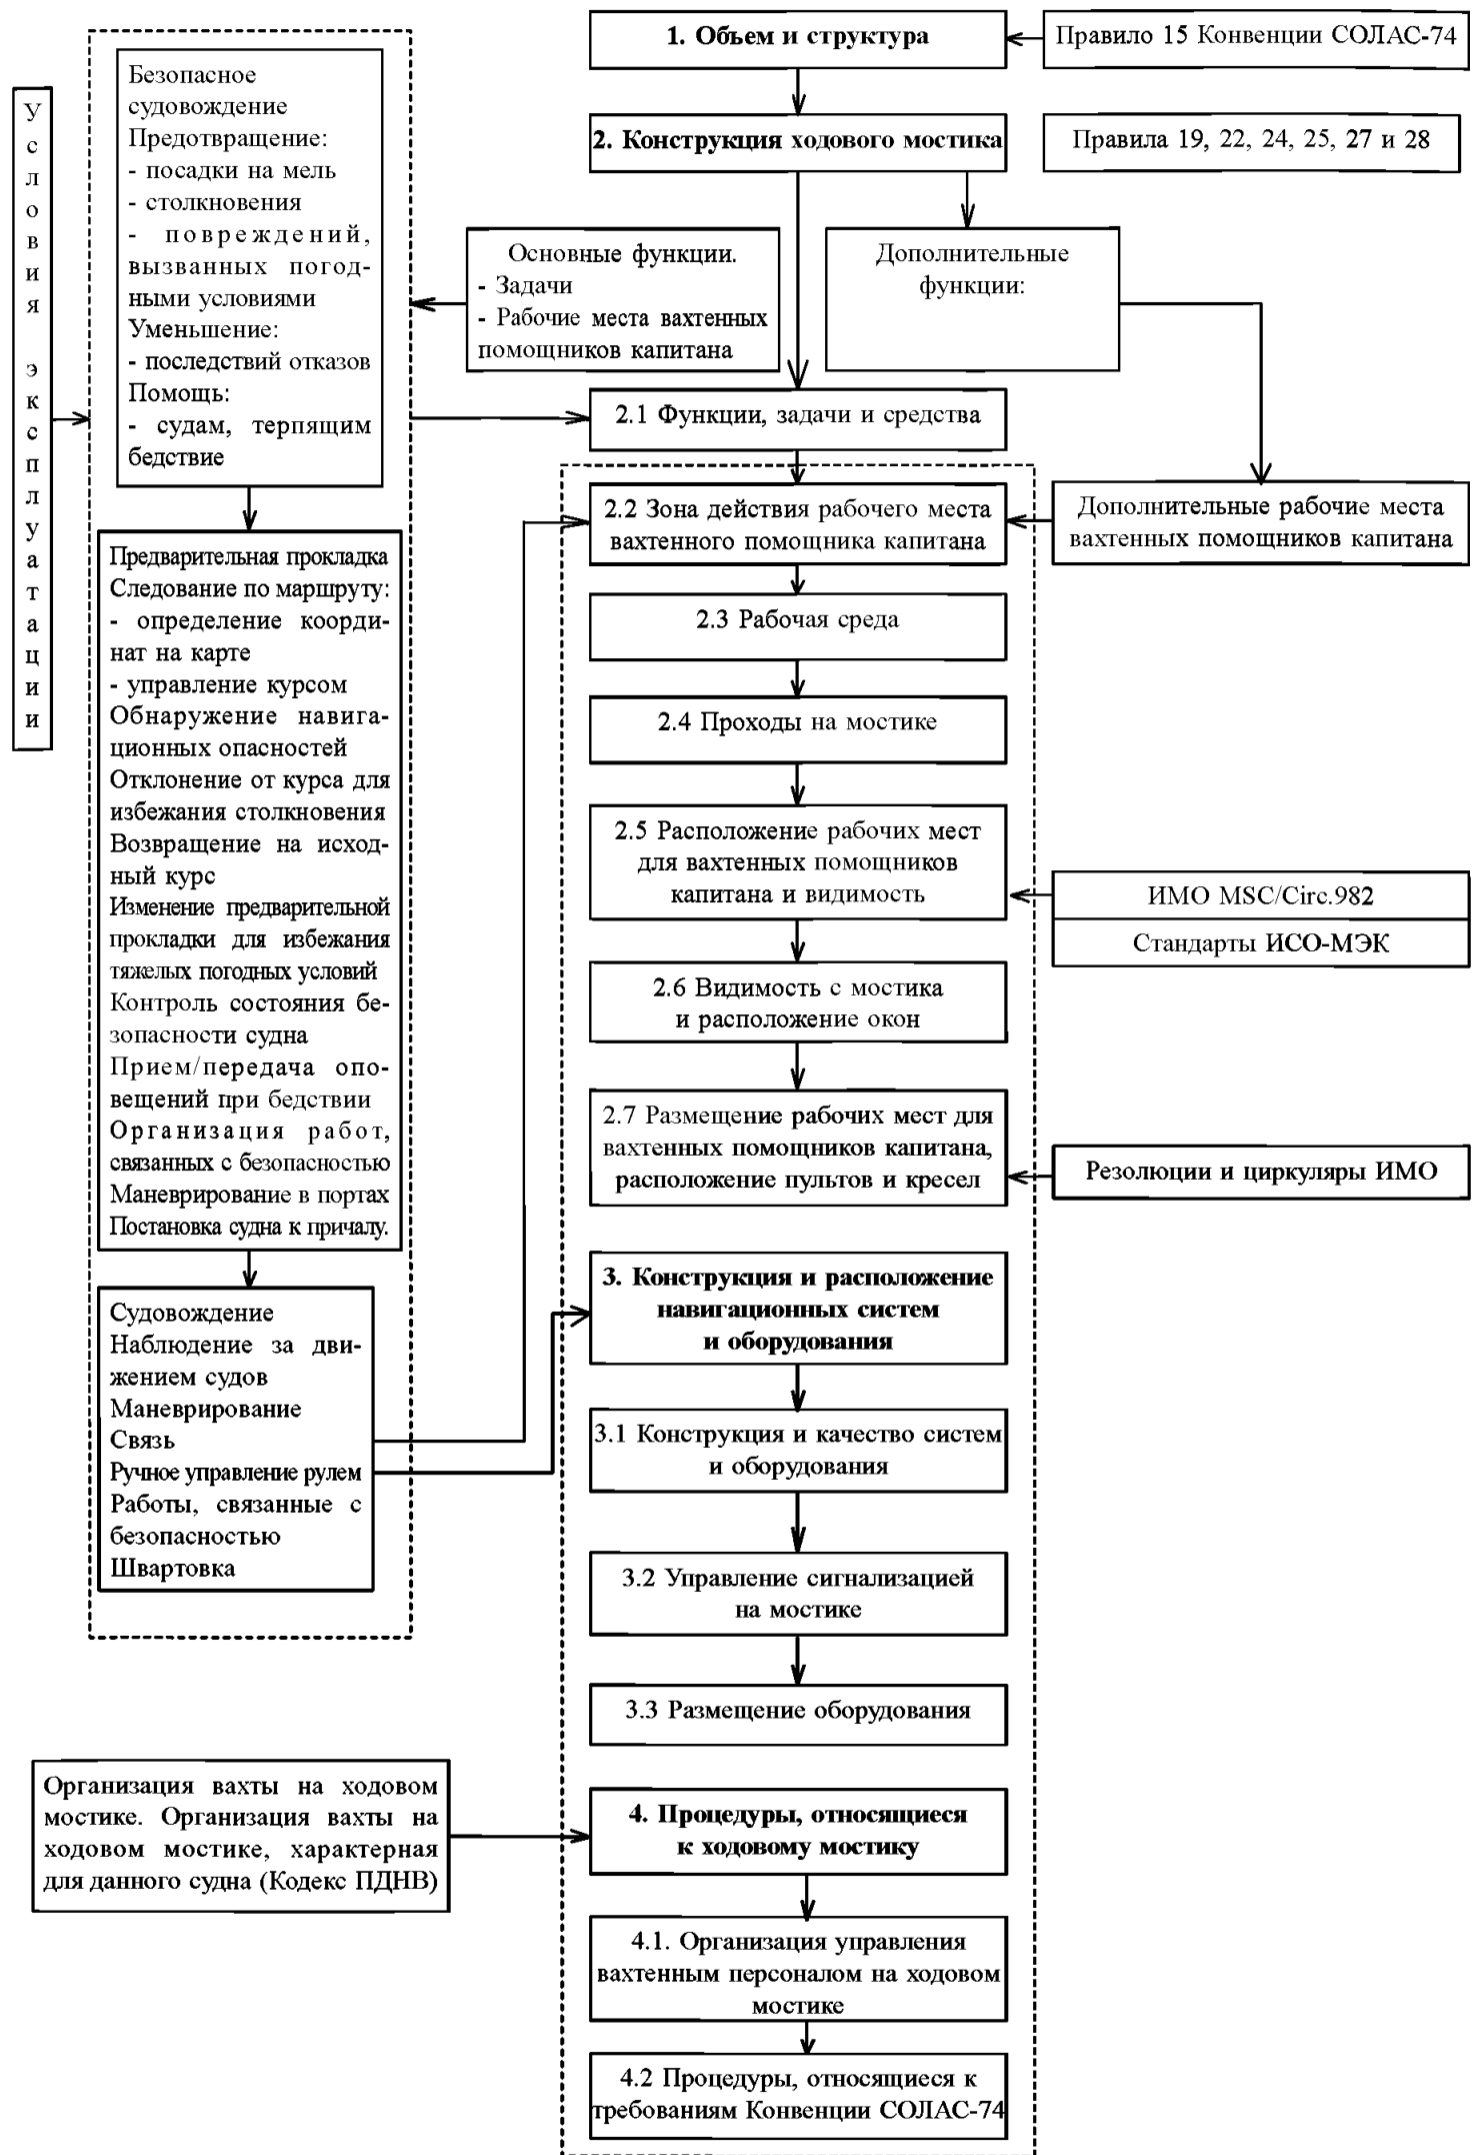 1. Объем и структура
Правило 15 Конвенции СОЛАС-74
2. Конструкция ходового мостика
Правила 19, 22, 24, 25, 27 и 28
Условия эксплуатации
Безопасное
судовождение
Предотвращение:
- посадки на мель
- столкновения
- повреждений,
вызванных погод-
ными условиями
Уменьшение:
- последствий отказов
Помощь:
- судам, терпящим
бедствие
Основные функции.
- Задачи
- Рабочие места вахтенных
помощников капитана
Дополнительные
функции:
2.1 Функции, задачи и средства
2.2 Зона действия рабочего места
вахтенного помощника капитана
Дополнительные рабочие места
вахтенных помощников капитана
Предварительная прокладка
Следование по маршруту:
- определение коорди-
нат на карте
- управление курсом
Обнаружение навига-
ционных опасностей
Отклонение от курса для
избежания столкновения
Возвращение на исход-
ный курс
Изменение предварительной
прокладки для избежания
тяжелых погодных условий
Контроль состояния бе-
зопасности судна
Прием/передача опо-
вещений при бедствии
Организация работ,
связанных с безопасностью
Маневрирование в портах
Постановка судна к причалу.
2.3 Рабочая среда
2.4 Проходы на мостике
2.5 Расположение рабочих мест
для вахтенных помощников
капитана и видимость
ИМО MSC/Circ.982
Стандарты ИСО-МЭК
2.6 Видимость с мостика
и расположение окон
2.7 Размещение рабочих мест для
вахтенных помощников капитана,
расположение пультов и кресел
Резолюции и циркуляры ИМО
3. Конструкция и расположение
навигационных систем
и оборудования
Судовождение
Наблюдение за дви-
жением судов
Маневрирование
Связь
Ручное управление рулем
Работы, связанные с
безопасностью
Швартовка
3.1 Конструкция и качество систем
и оборудования
3.2 Управление сигнализацией
на мостике
3.3 Размещение оборудования
Организация вахты на ходовом
мостике. Организация вахты на
ходовом мостике, характерная
для данного судна (Кодекс ПДНВ)
4. Процедуры, относящиеся
к ходовому мостику
4.1. Организация управления
вахтенным персоналом на ходовом
мостике
4.2 Процедуры, относящиеся к
требованиям Конвенции СОЛАС-74